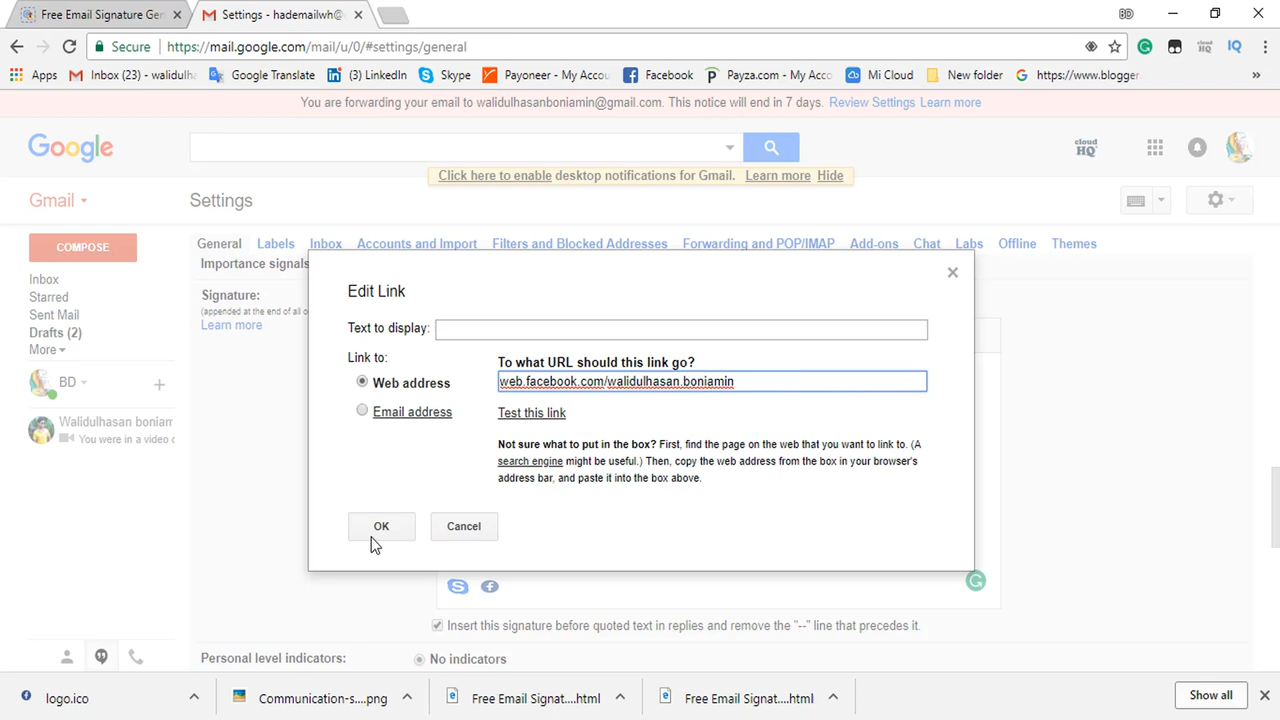 Free Email Signature Gen
Settings - hademailwh@
BD
Secure
https://mail.google.com/mail/u/0/#settings/general
Apps
Inbox (23) - walidulha
Google Translate
(3) LinkedIn
Skype
Payoneer - My Accou
Facebook
Payza.com - My Acco
Mi Cloud
New folder
https://www.blogger.
You are forwarding your email to walidulhasanboniamin@gmail.com. This notice will end in 7 days. Review Settings Learn more
Google
cloud
HQ
Click here to enable desktop notifications for Gmail. Learn more Hide
Gmail
Settings
COMPOSE
General Labels Inbox Accounts and Import Filters and Blocked Addresses Forwarding and POP/IMAP Add-ons Chat Labs Offline Themes
Importance signals
Inbox
Starred
Sent Mail
Drafts (2)
More
Signature:
(appended at the end of all o
Learn more
BD
Walidulhasan boniam
You were in a video c
Edit Link
Text to display:
Link to:
Web address
Email address
To what URL should this link go?
web.facebook.com/walidulhasan.boniamin
Test this link
Not sure what to put in the box? First, find the page on the web that you want to link to. (A
search engine might be useful.) Then, copy the web address from the box in your browser's
address bar, and paste it into the box above.
OK
Cancel
Insert this signature before quoted text in replies and remove the "--" line that precedes it.
Personal level indicators:
No indicators
logo.ico
Communication-s....png
Free Email Signat....html
Free Email Signat....html
Show all